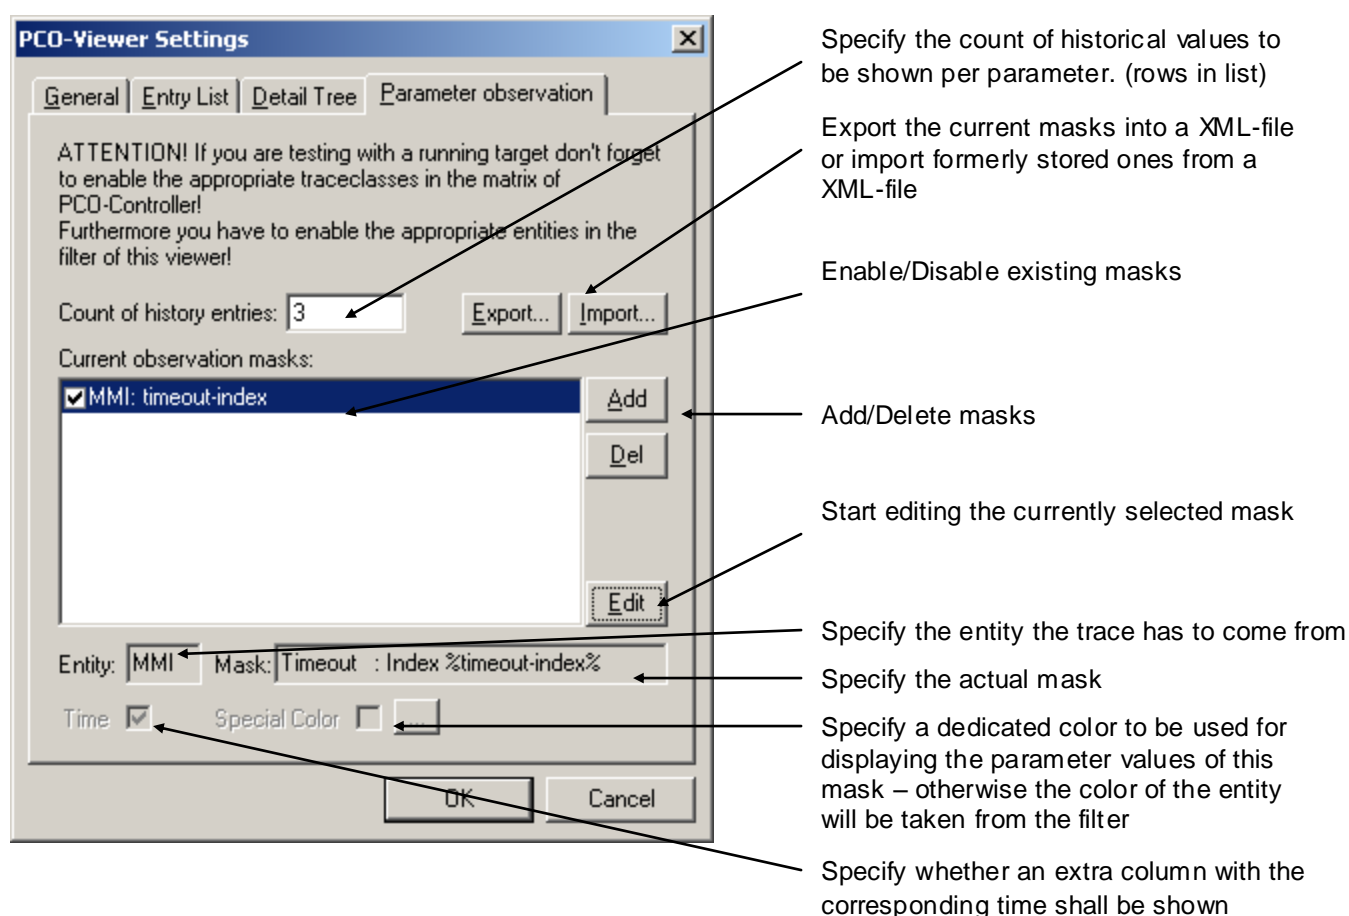 PCO-Viewer Settings
General
Entry List
Detail Tree
Parameter observation
ATTENTION! If you are testing with a running target don't forget
to enable the appropriate traceclasses in the matrix of
PCO-Controller!
Furthermore you have to enable the appropriate entities in the
filter of this viewer!
Count of history entries: 3
Export...
Import...
Current observation masks:
MMI: timeout-index
Add
Del
Edit
Entity: MMI
Mask: Timeout : Index %timeout-index%
Time
Special Color
...
OK
Cancel
Specify the count of historical values to
be shown per parameter. (rows in list)
Export the current masks into a XML-file
or import formerly stored ones from a
XML-file
Enable/Disable existing masks
Add/Delete masks
Start editing the currently selected mask
Specify the entity the trace has to come from
Specify the actual mask
Specify a dedicated color to be used for
displaying the parameter values of this
mask – otherwise the color of the entity
will be taken from the filter
Specify whether an extra column with the
corresponding time shall be shown